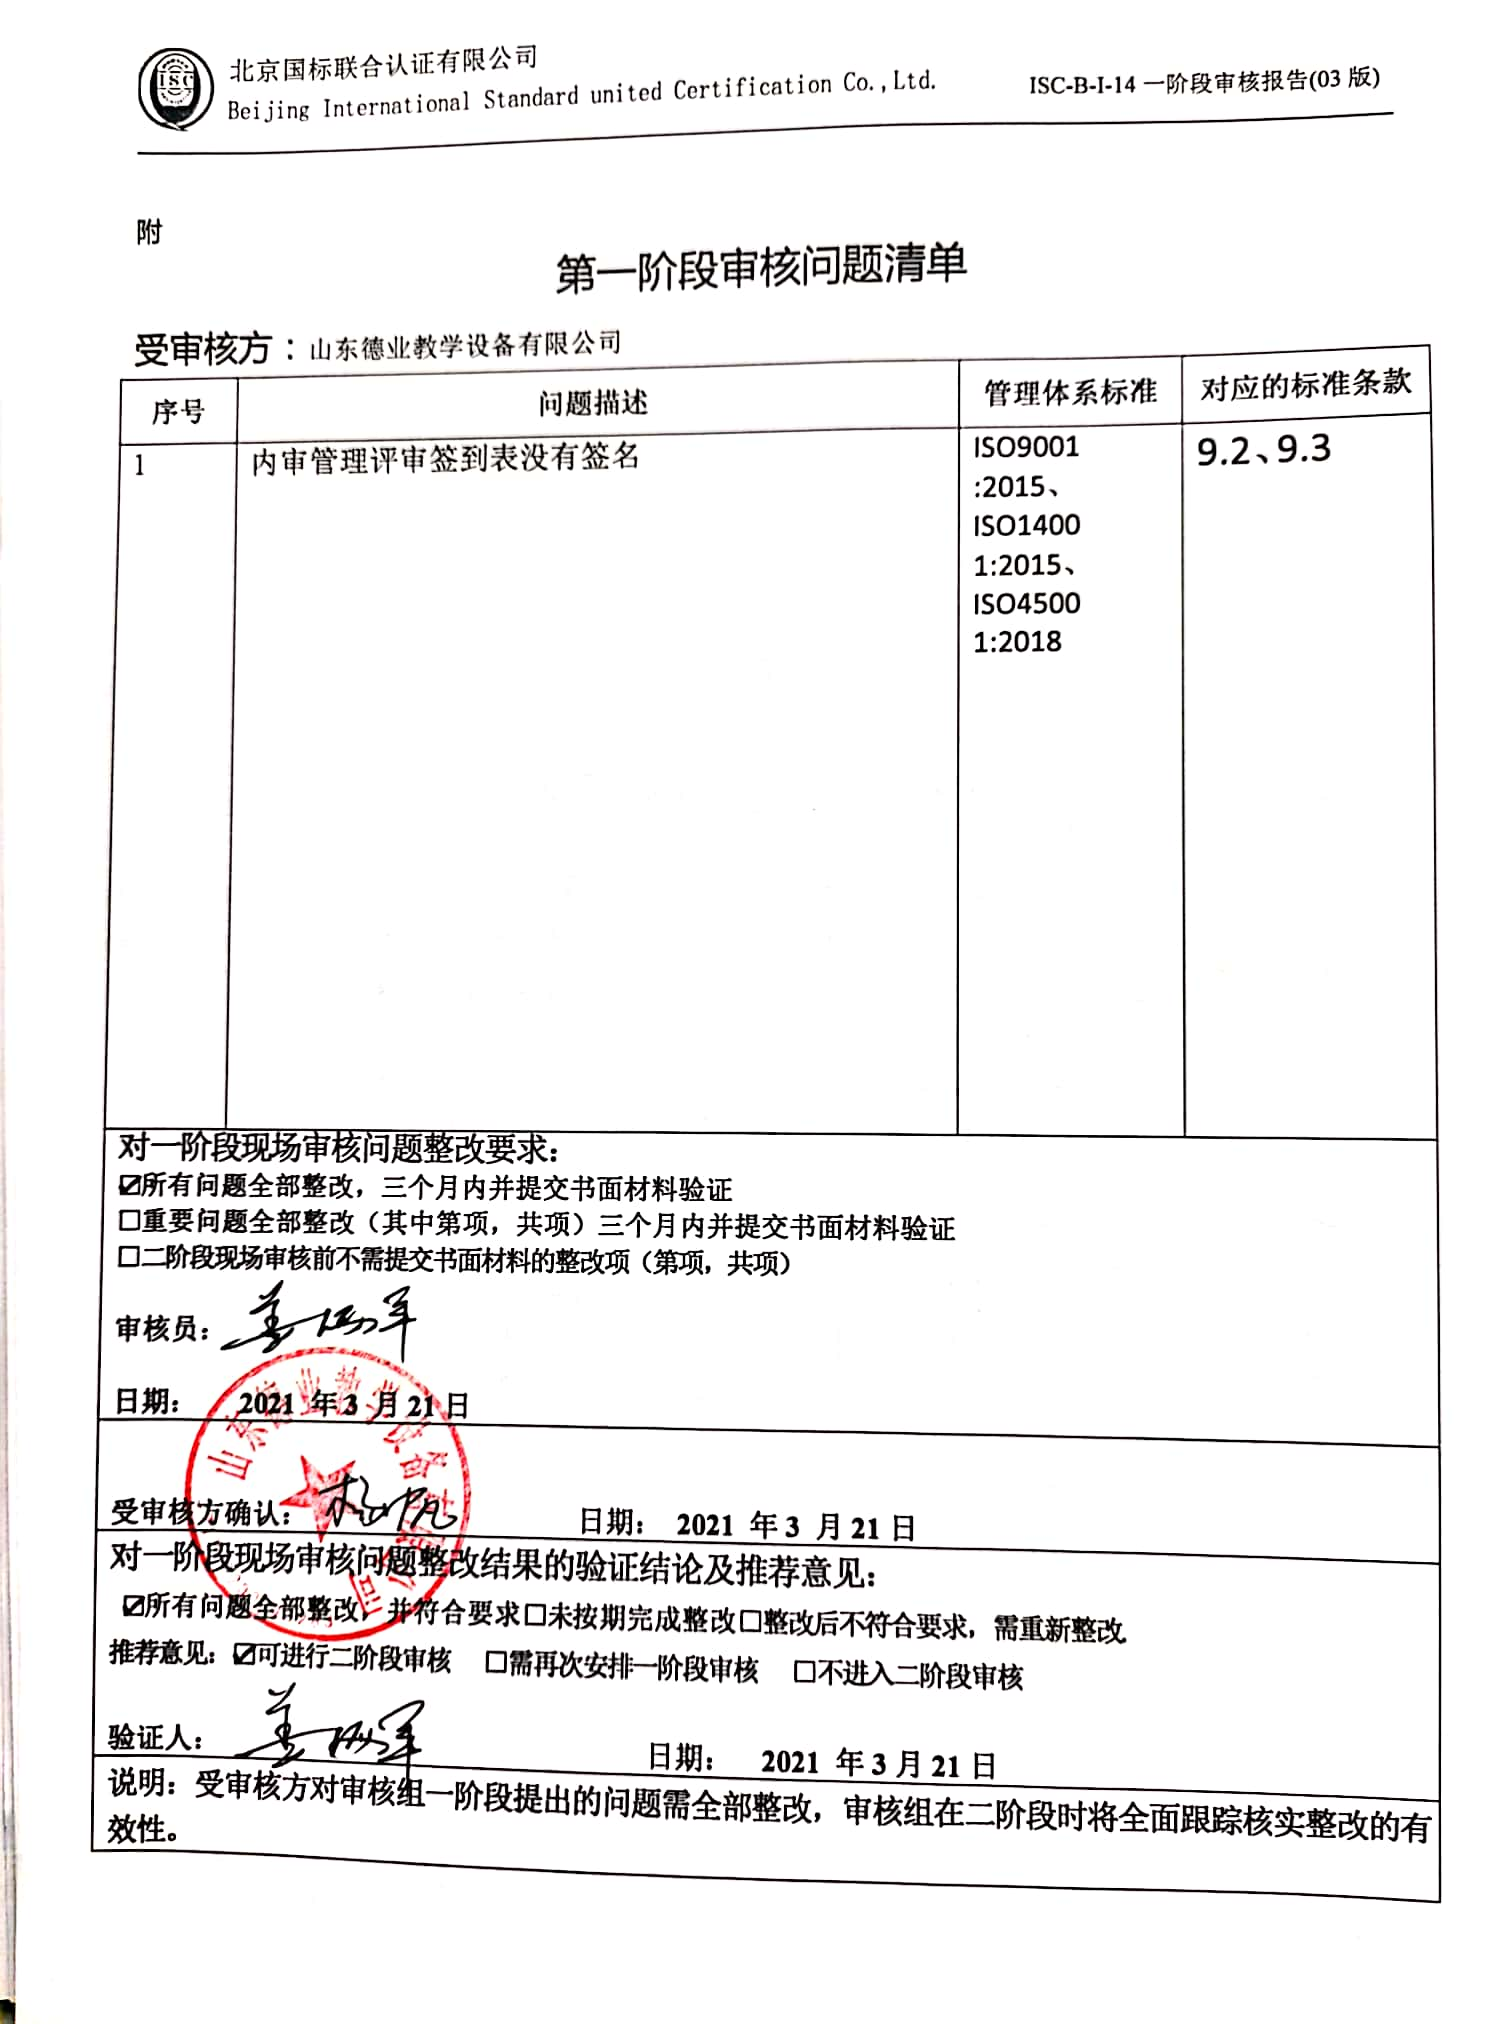 ISC
北京国标联合认证有限公司
Beijing International Standard united Certification Co.,Ltd.
ISC-B-I-14 一阶段审核报告(03 版)
附
第一阶段审核问题清单
受审核方：山东德业教学设备有限公司
序号 问题描述 管理体系标准 对应的标准条款
1 内审管理评审签到表没有签名 ISO9001 9.2、9.3
:2015、
ISO1400
1:2015、
ISO4500
1:2018
对一阶段现场审核问题整改要求：
☑所有问题全部整改，三个月内并提交书面材料验证
□重要问题全部整改（其中第项，共项）三个月内并提交书面材料验证
□二阶段现场审核前不需提交书面材料的整改项（第项，共项）
审核员：
日期： 2021 年 3 月 21 日
山东德业教学设备有限公司
受审核方确认： 日期： 2021 年 3 月 21 日
对一阶段现场审核问题整改结果的验证结论及推荐意见：
☑所有问题全部整改，并符合要求□未按期完成整改□整改后不符合要求，需重新整改
推荐意见：☑可进行二阶段审核 □需再次安排一阶段审核 □不进入二阶段审核
验证人： 日期： 2021 年 3 月 21 日
说明：受审核方对审核组一阶段提出的问题需全部整改，审核组在二阶段时将全面跟踪核实整改的有
效性。